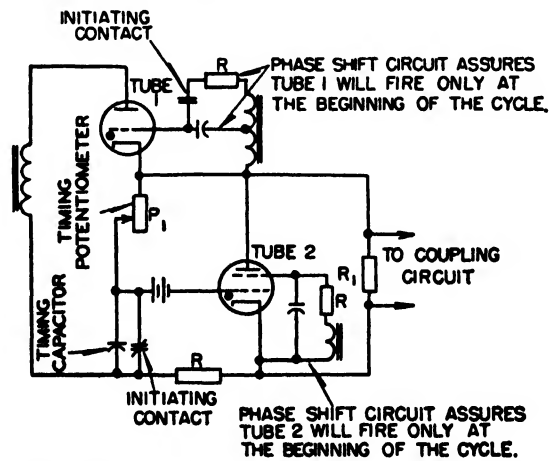 INITIATING
CONTACT
R
PHASE SHIFT CIRCUIT ASSURES
TUBE 1 WILL FIRE ONLY AT
THE BEGINNING OF THE CYCLE.
TUBE
1
TIMING
POTENTIOMETER
P1
TUBE 2
R1
R
TO COUPLING
CIRCUIT
TIMING
CAPACITOR
R
INITIATING
CONTACT
PHASE SHIFT CIRCUIT ASSURES
TUBE 2 WILL FIRE ONLY AT
THE BEGINNING OF THE CYCLE.